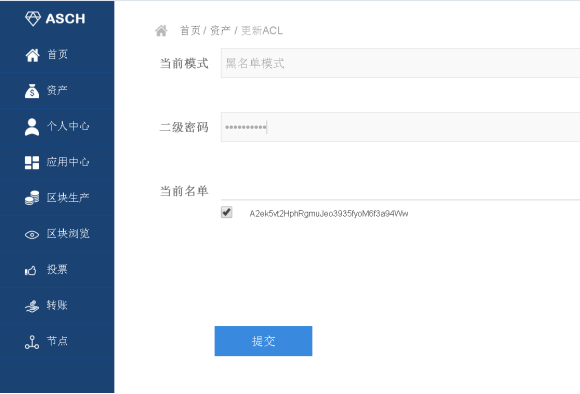 ASCH
首页
资产
个人中心
应用中心
区块生产
区块浏览
投票
转账
节点
首页 / 资产 / 更新ACL
当前模式 黑名单模式
二级密码 ••••••••••
当前名单
A2ek5vt2HphRgmuJeo3935fyoM6f3a94Ww
提交